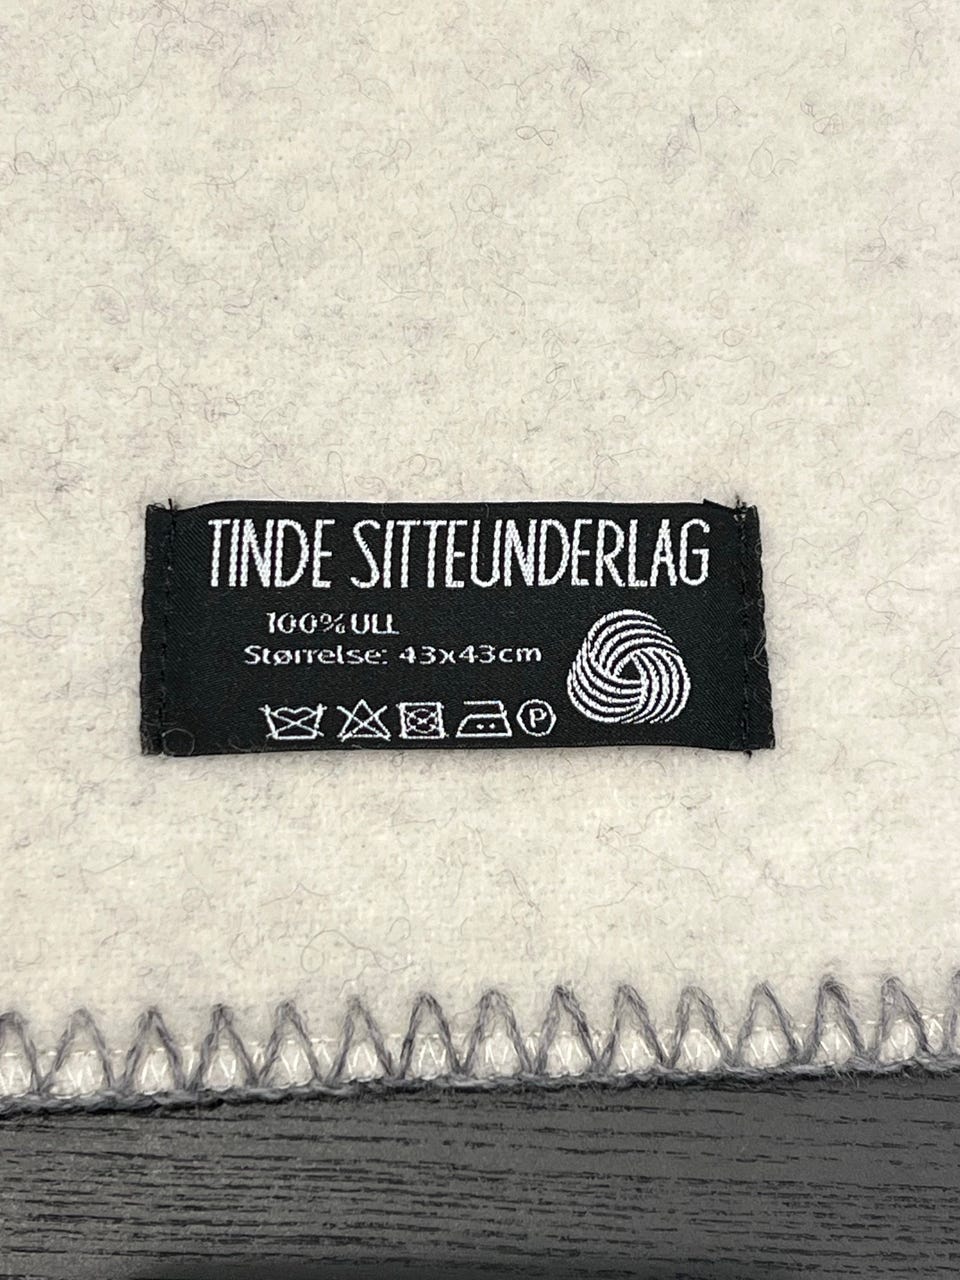 TINDE SITTEUNDERLAG
100% ULL
Størrelse: 43x43cm
P